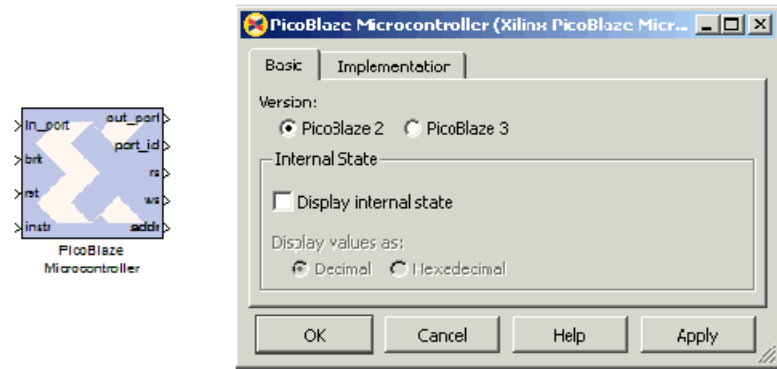 in_port
brk
rst
instr
out_port
port_id
rs
ws
addr
PicoBlaze
Microcontroller
PicoBlaze Microcontroller (Xilinx PicoBlaze Micr...
Basic
Implementation
Version:
PicoBlaze 2
PicoBlaze 3
Internal State
Display internal state
Display values as:
Decimal
Hexedecimal
OK
Cancel
Help
Apply